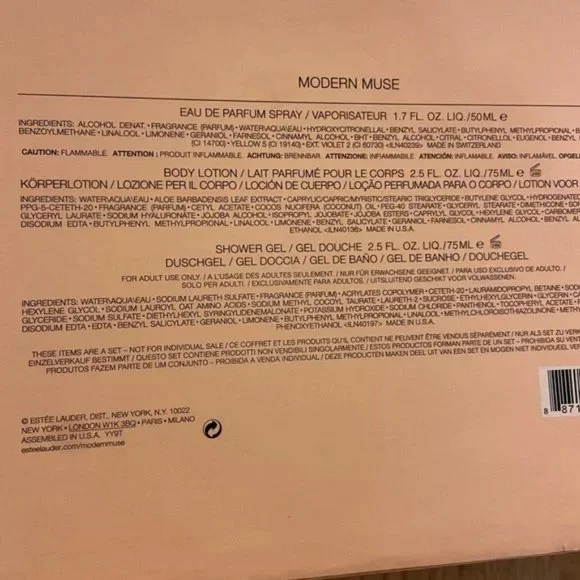 MODERN MUSE
EAU DE PARFUM SPRAY / VAPORISATEUR 1.7 FL. OZ. LIQ./50ML ℮
INGREDIENTS: ALCOHOL DENAT. • FRAGRANCE (PARFUM) • WATER\AQUA\EAU • HYDROXYCITRONELLAL • BENZYL SALICYLATE • BUTYLPHENYL METHYLPROPIONAL •
BENZOYLMETHANE • LINALOOL • LIMONENE • GERANIOL • FARNESOL • CINNAMYL ALCOHOL • BHT • BENZYL ALCOHOL • CITRAL • CITRONELLOL • EUGENOL • BENZYL
(CI 14700) • YELLOW 5 (CI 19140) • EXT. VIOLET 2 (CI 60730) <ILN40239> MADE IN SWITZERLAND
CAUTION: FLAMMABLE. ATTENTION : PRODUIT INFLAMMABLE. ACHTUNG: BRENNBAR. ATTENZIONE: INFIAMMABILE. ATENCIÓN: INFLAMABLE. AVISO: INFLAMÁVEL.
BODY LOTION / LAIT PARFUMÉ POUR LE CORPS 2.5 FL. OZ. LIQ./75ML ℮
KÖRPERLOTION / LOZIONE PER IL CORPO / LOCIÓN DE CUERPO / LOÇÃO PERFUMADA PARA O CORPO / LOTION VOOR
INGREDIENTS: WATER\AQUA\EAU • ALOE BARBADENSIS LEAF EXTRACT • CAPRYLIC/CAPRIC/MYRISTIC/STEARIC TRIGLYCERIDE • BUTYLENE GLYCOL • HYDROGENATED
PPG-5-CETETH-20 • FRAGRANCE (PARFUM) • CETYL ACETATE • COCOS NUCIFERA (COCONUT) OIL • PEG-40 STEARATE • GLYCERYL STEARATE • DIMETHICONE •
GLYCERYL LAURATE • SODIUM HYALURONATE • JOJOBA ALCOHOL • ISOPROPYL JOJOBATE • JOJOBA ESTERS • CAPRYLYL GLYCOL • HEXYLENE GLYCOL •
DISODIUM EDTA • BUTYLPHENYL METHYLPROPIONAL • LINALOOL • LIMONENE • BENZYL SALICYLATE • GERANIOL • FARNESOL • CINNAMYL ALCOHOL •
ETHANOL <ILN40136> MADE IN U.S.A.
SHOWER GEL / GEL DOUCHE 2.5 FL. OZ. LIQ./75ML ℮
DUSCHGEL / GEL DOCCIA / GEL DE BAÑO / GEL DE BANHO / DOUCHEGEL
FOR ADULT USE ONLY. / A L'USAGE DES ADULTES SEULEMENT. / NUR FÜR ERWACHSENE GEEIGNET. / PARA USO EXCLUSIVO DE ADULTO. /
SOLO PER ADULTI. / EXCLUSIVAMENTE PARA ADULTOS. / UITSLUITEND GESCHIKT VOOR VOLWASSENEN.
INGREDIENTS: WATER\AQUA\EAU • SODIUM LAURETH SULFATE • FRAGRANCE (PARFUM) • ACRYLATES COPOLYMER • CETETH-20 • LAURAMIDOPROPYL BETAINE •
HEXYLENE GLYCOL • SODIUM LAUROYL OAT AMINO ACIDS • SODIUM METHYL COCOYL TAURATE • LAURETH-2 • SUCROSE • ETHYLHEXYLGLYCERIN • GLYCERIN •
GLYCERIDE SULFATE • DIETHYLHEXYL SYRINGYLIDENEMALONATE • POTASSIUM HYDROXIDE • SODIUM CHLORIDE • PANTHENOL • TOCOPHERYL ACETATE •
DISODIUM EDTA • EDTA • BENZYL SALICYLATE • GERANIOL • LIMONENE • BUTYLPHENYL METHYLPROPIONAL • LINALOOL • METHYLCHLOROISOTHIAZOLINONE •
PHENOXYETHANOL <ILN40197> MADE IN U.S.A.
THESE ITEMS ARE A SET – NOT FOR INDIVIDUAL SALE / CE COFFRET ET LES PRODUITS QU'IL CONTIENT NE PEUVENT ÊTRE VENDUS SÉPARÉMENT / NUR ALS SET ZU
EINZELVERKAUF BESTIMMT / QUESTO SET CONTIENE PRODOTTI NON VENDIBILI SINGOLARMENTE / ESTOS PRODUCTOS FORMAN PARTE DE UN SET – PROHIBIDA SU
PRODUTOS FAZEM PARTE DE UM CONJUNTO – PROIBIDA A VENDA INDIVIDUAL / DEZE PRODUCTEN MAKEN DEEL UIT VAN EEN SET EN MOGEN NIET INDIVIDUEEL
© ESTÉE LAUDER, DIST., NEW YORK, N.Y. 10022
NEW YORK • LONDON W1K 3BQ • PARIS • MILANO
ASSEMBLED IN U.S.A. YY9T
esteelauder.com/modernmuse
8 871